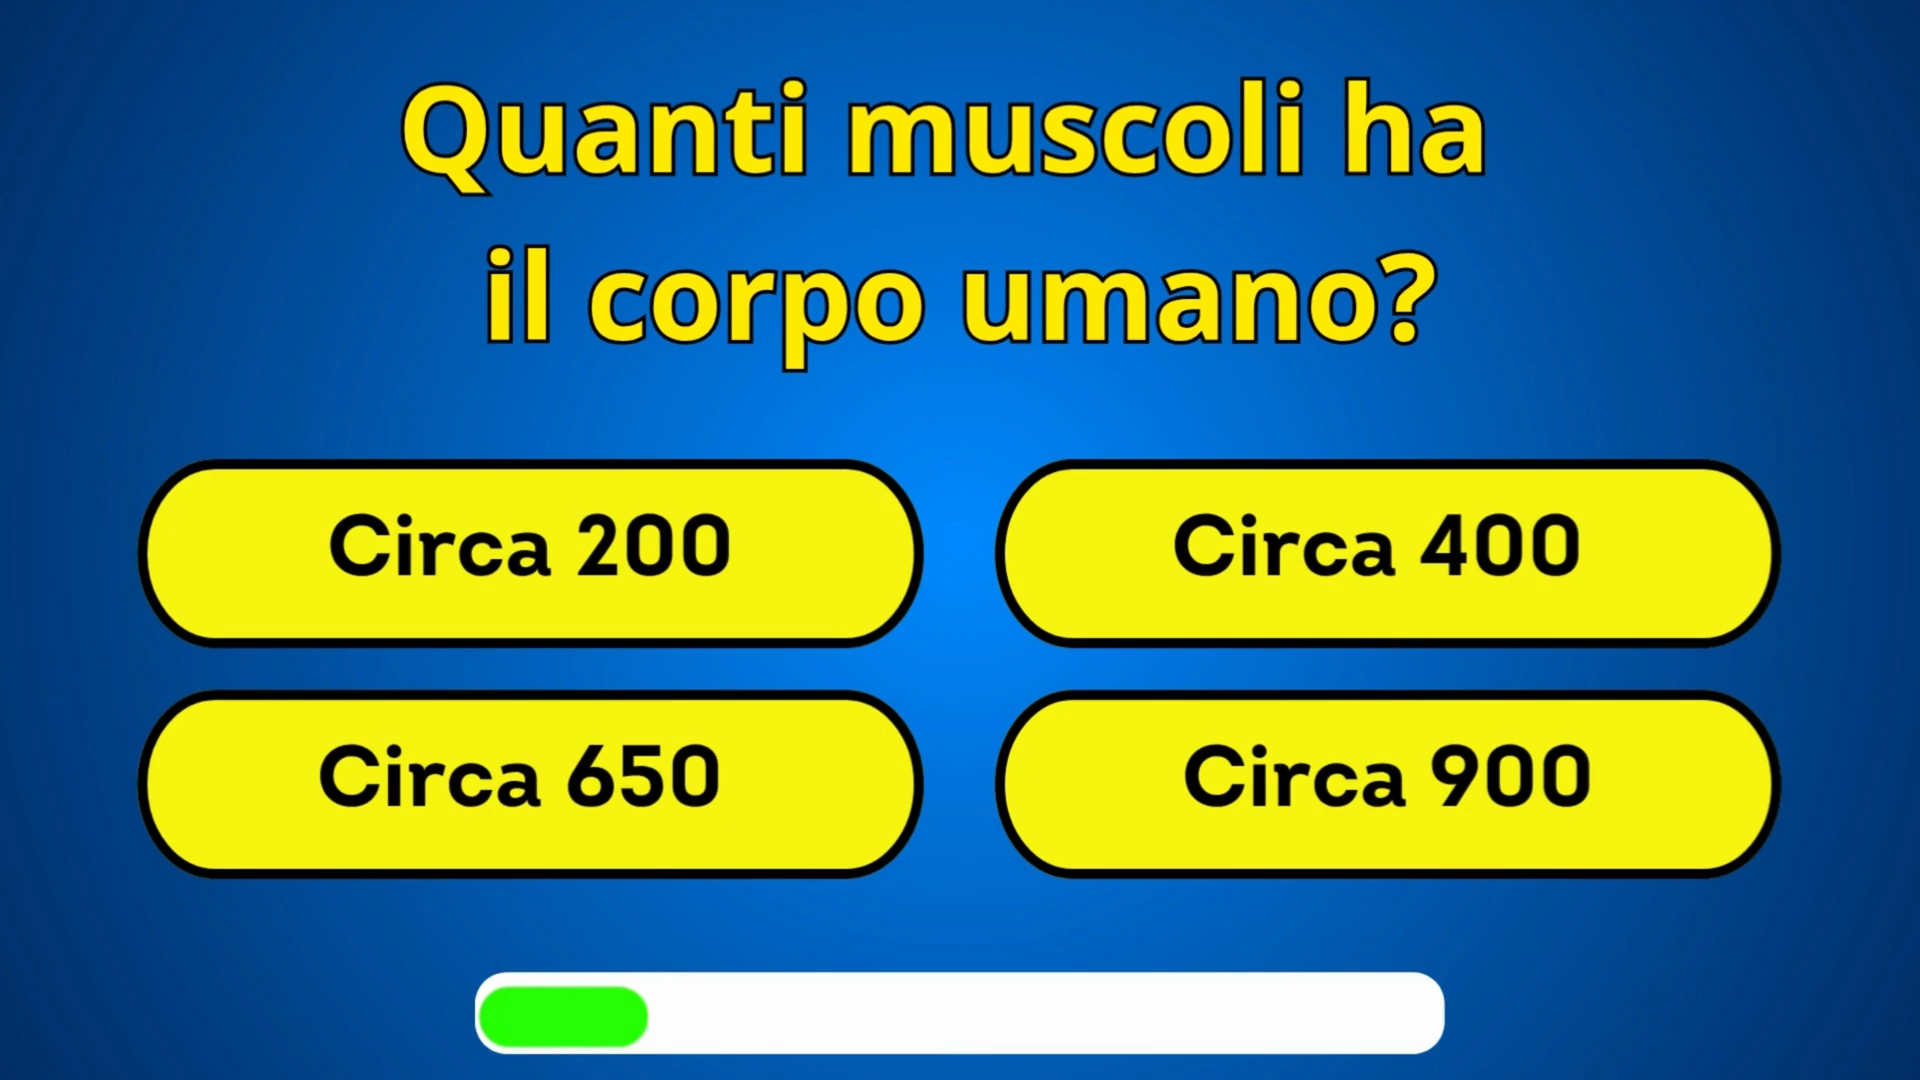 Quanti muscoli ha
il corpo umano?
Circa 200
Circa 400
Circa 650
Circa 900